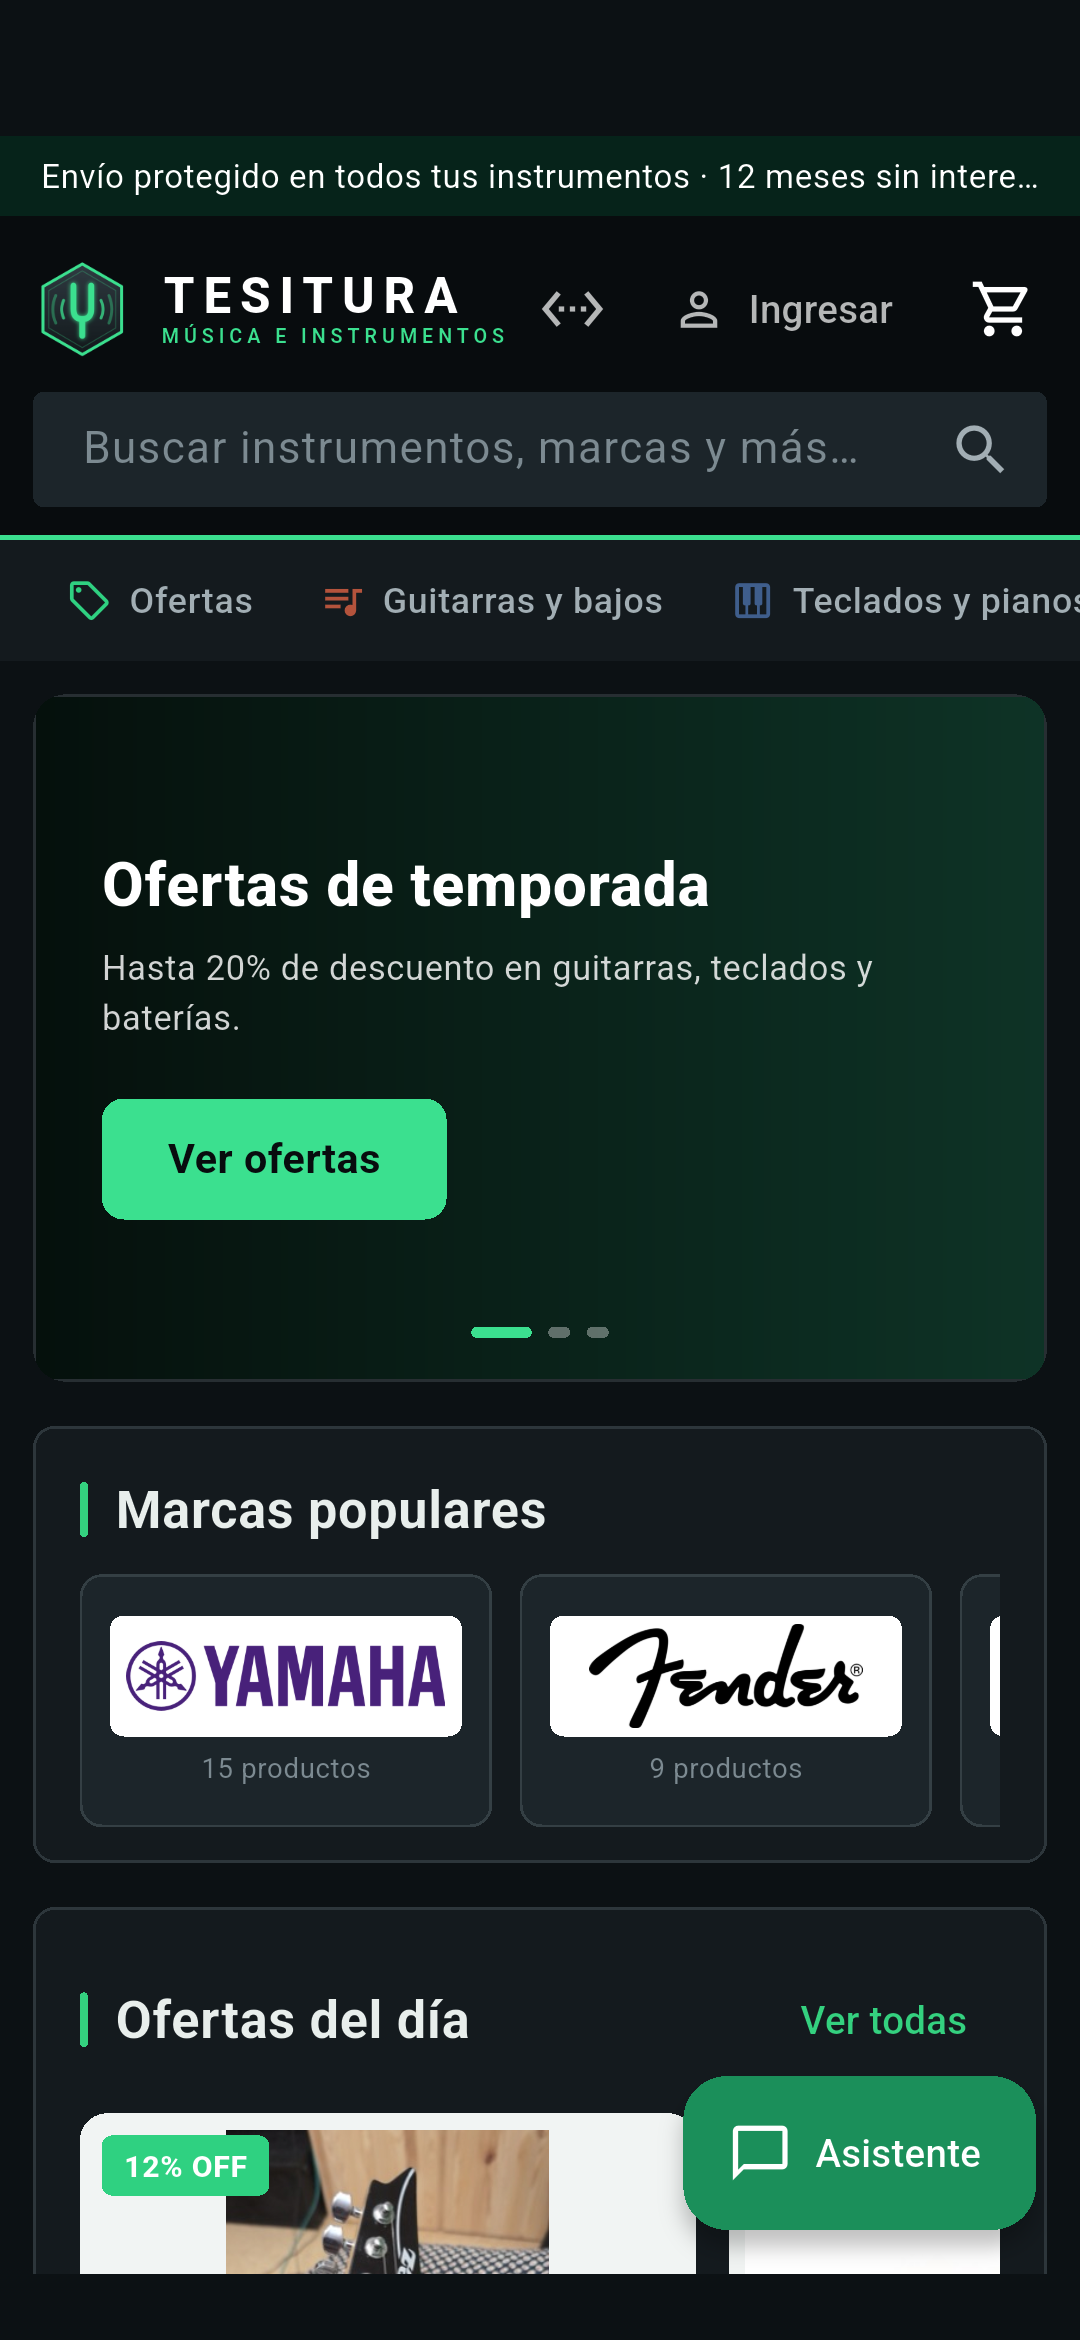 Envío protegido en todos tus instrumentos · 12 meses sin intere…
TESITURA
MÚSICA E INSTRUMENTOS
Ingresar
Buscar instrumentos, marcas y más…
Ofertas
Guitarras y bajos
Teclados y pianos
Ofertas de temporada
Hasta 20% de descuento en guitarras, teclados y
baterías.
Ver ofertas
Marcas populares
YAMAHA
Fender®
15 productos
9 productos
Ofertas del día
Ver todas
12% OFF
Asistente